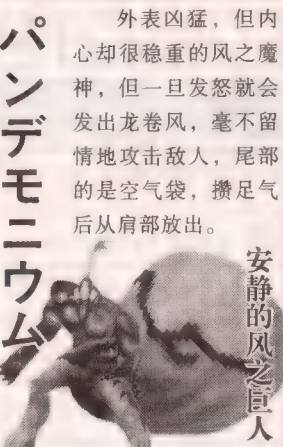 パンデモニウム
外表凶猛，但内
心却很稳重的风之魔
神，但一旦发怒就会
发出龙卷风，毫不留
情地攻击敌人，尾部
的是空气袋，攒足气
后从肩部放出。
安静的风之巨人